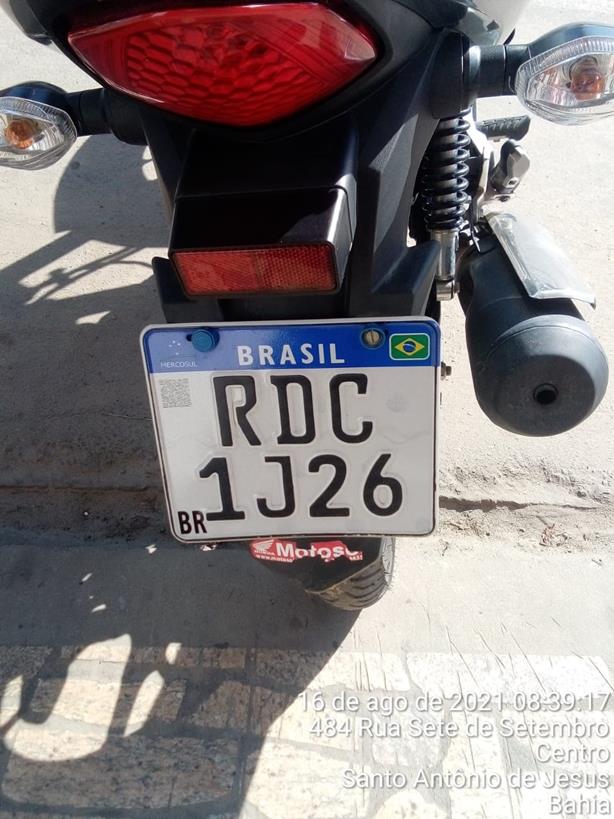 MERCOSUL
BRASIL
RDC
1J26
BR
Motos
16 de ago de 2021 08:39:17
484 Rua Sete de Setembro
Centro
Santo Antônio de Jesus
Bahia